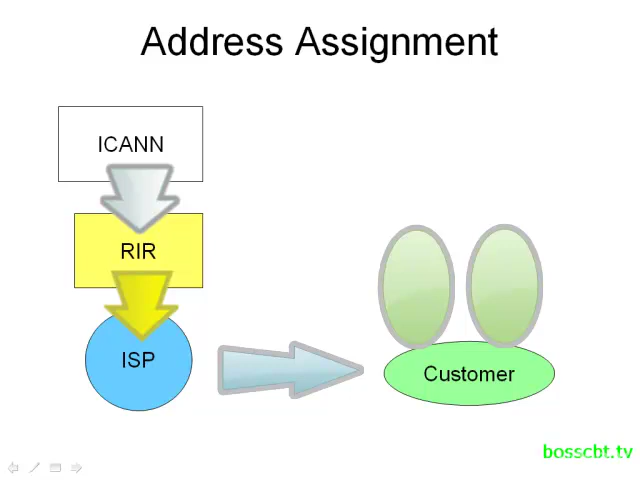 Address Assignment
ICANN
RIR
ISP
Customer
bosscbt.tv